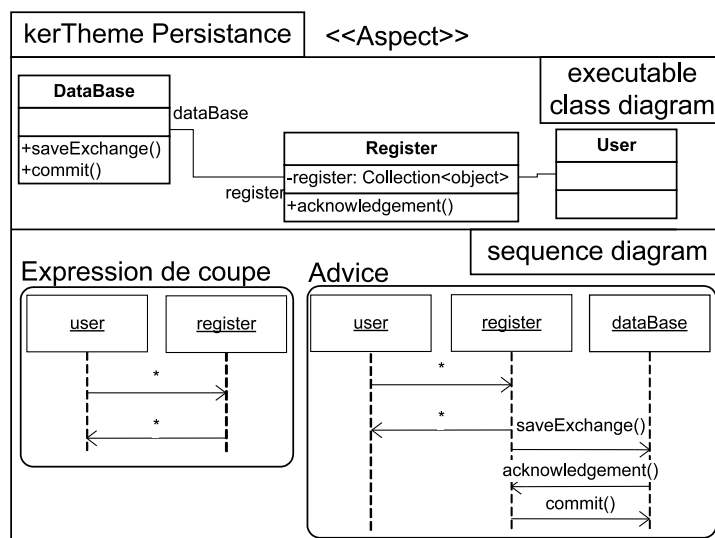 kerTheme Persistance <<Aspect>>
executable
class diagram
DataBase
+saveExchange()
+commit()
dataBase
register
Register
-register: Collection<object>
+acknowledgement()
User
sequence diagram
Expression de coupe
user
register
*
*
Advice
user
register
dataBase
*
*
saveExchange()
acknowledgement()
commit()